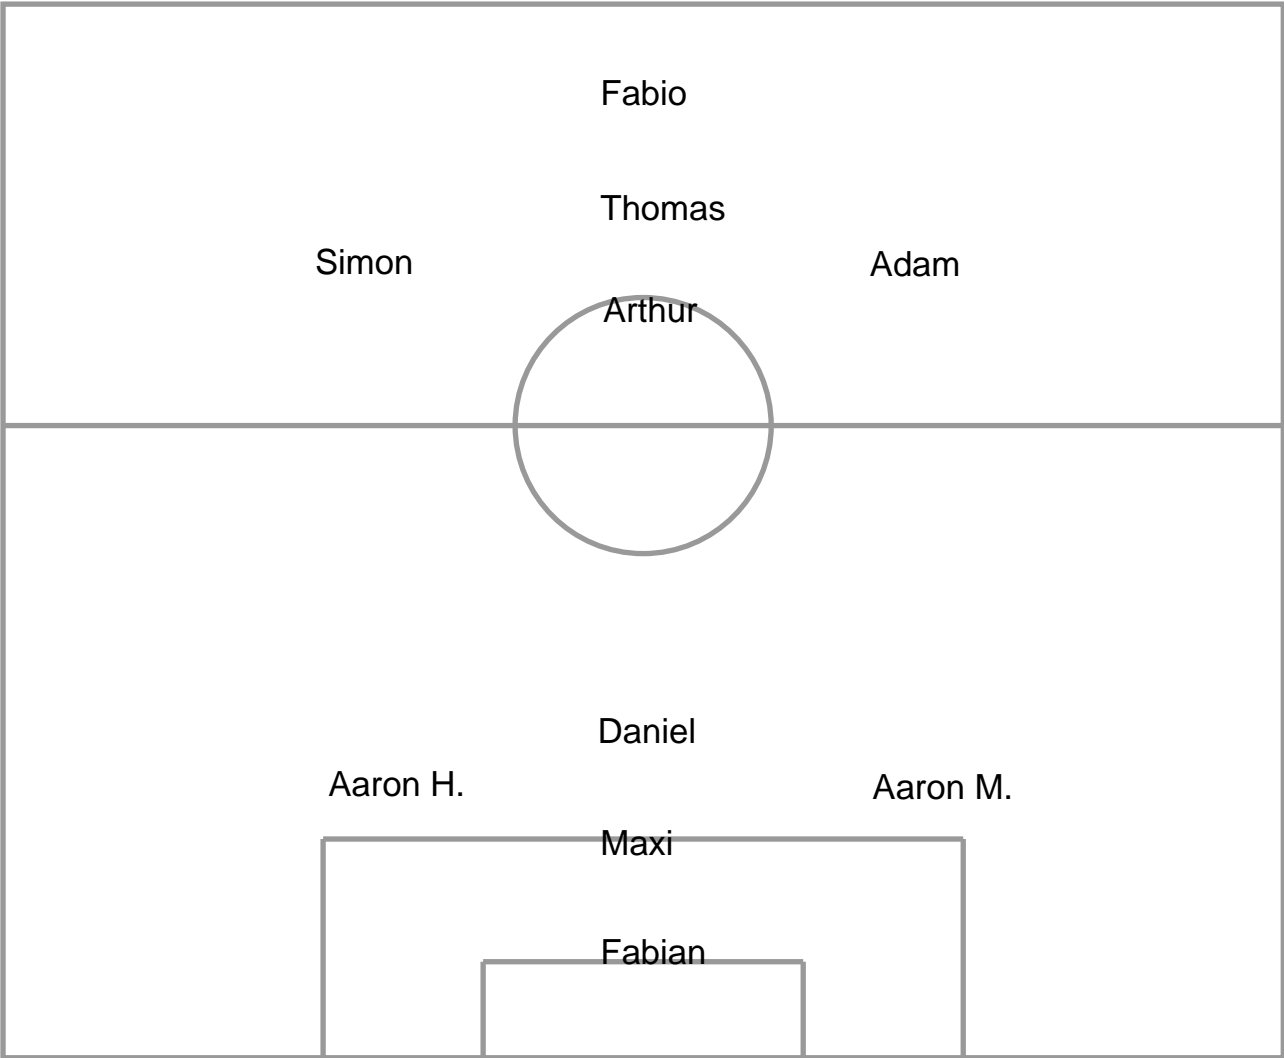 Fabio
Thomas
Simon
Adam
Arthur
Daniel
Aaron H.
Aaron M.
Maxi
Fabian